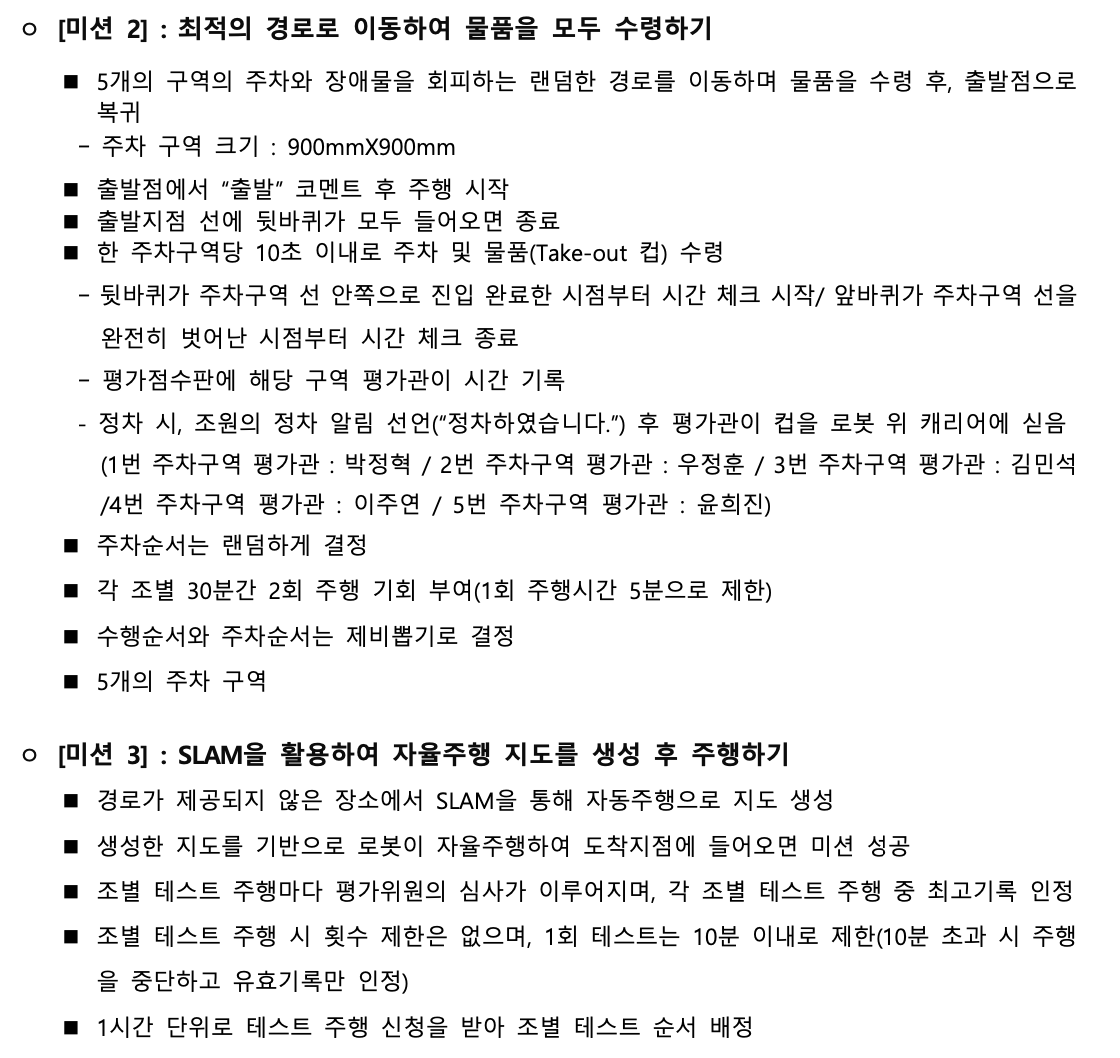 ㅇ [미션 2] : 최적의 경로로 이동하여 물품을 모두 수령하기
■ 5개의 구역의 주차와 장애물을 회피하는 랜덤한 경로를 이동하며 물품을 수령 후, 출발점으로
복귀
- 주차 구역 크기 : 900mmX900mm
■ 출발점에서 “출발” 코멘트 후 주행 시작
■ 출발지점 선에 뒷바퀴가 모두 들어오면 종료
■ 한 주차구역당 10초 이내로 주차 및 물품(Take-out 컵) 수령
- 뒷바퀴가 주차구역 선 안쪽으로 진입 완료한 시점부터 시간 체크 시작/ 앞바퀴가 주차구역 선을
완전히 벗어난 시점부터 시간 체크 종료
- 평가점수판에 해당 구역 평가관이 시간 기록
- 정차 시, 조원의 정차 알림 선언(“정차하였습니다.”) 후 평가관이 컵을 로봇 위 캐리어에 싣음
(1번 주차구역 평가관 : 박정혁 / 2번 주차구역 평가관 : 우정훈 / 3번 주차구역 평가관 : 김민석
/4번 주차구역 평가관 : 이주연 / 5번 주차구역 평가관 : 윤희진)
■ 주차순서는 랜덤하게 결정
■ 각 조별 30분간 2회 주행 기회 부여(1회 주행시간 5분으로 제한)
■ 수행순서와 주차순서는 제비뽑기로 결정
■ 5개의 주차 구역
ㅇ [미션 3] : SLAM을 활용하여 자율주행 지도를 생성 후 주행하기
■ 경로가 제공되지 않은 장소에서 SLAM을 통해 자동주행으로 지도 생성
■ 생성한 지도를 기반으로 로봇이 자율주행하여 도착지점에 들어오면 미션 성공
■ 조별 테스트 주행마다 평가위원의 심사가 이루어지며, 각 조별 테스트 주행 중 최고기록 인정
■ 조별 테스트 주행 시 횟수 제한은 없으며, 1회 테스트는 10분 이내로 제한(10분 초과 시 주행
을 중단하고 유효기록만 인정)
■ 1시간 단위로 테스트 주행 신청을 받아 조별 테스트 순서 배정